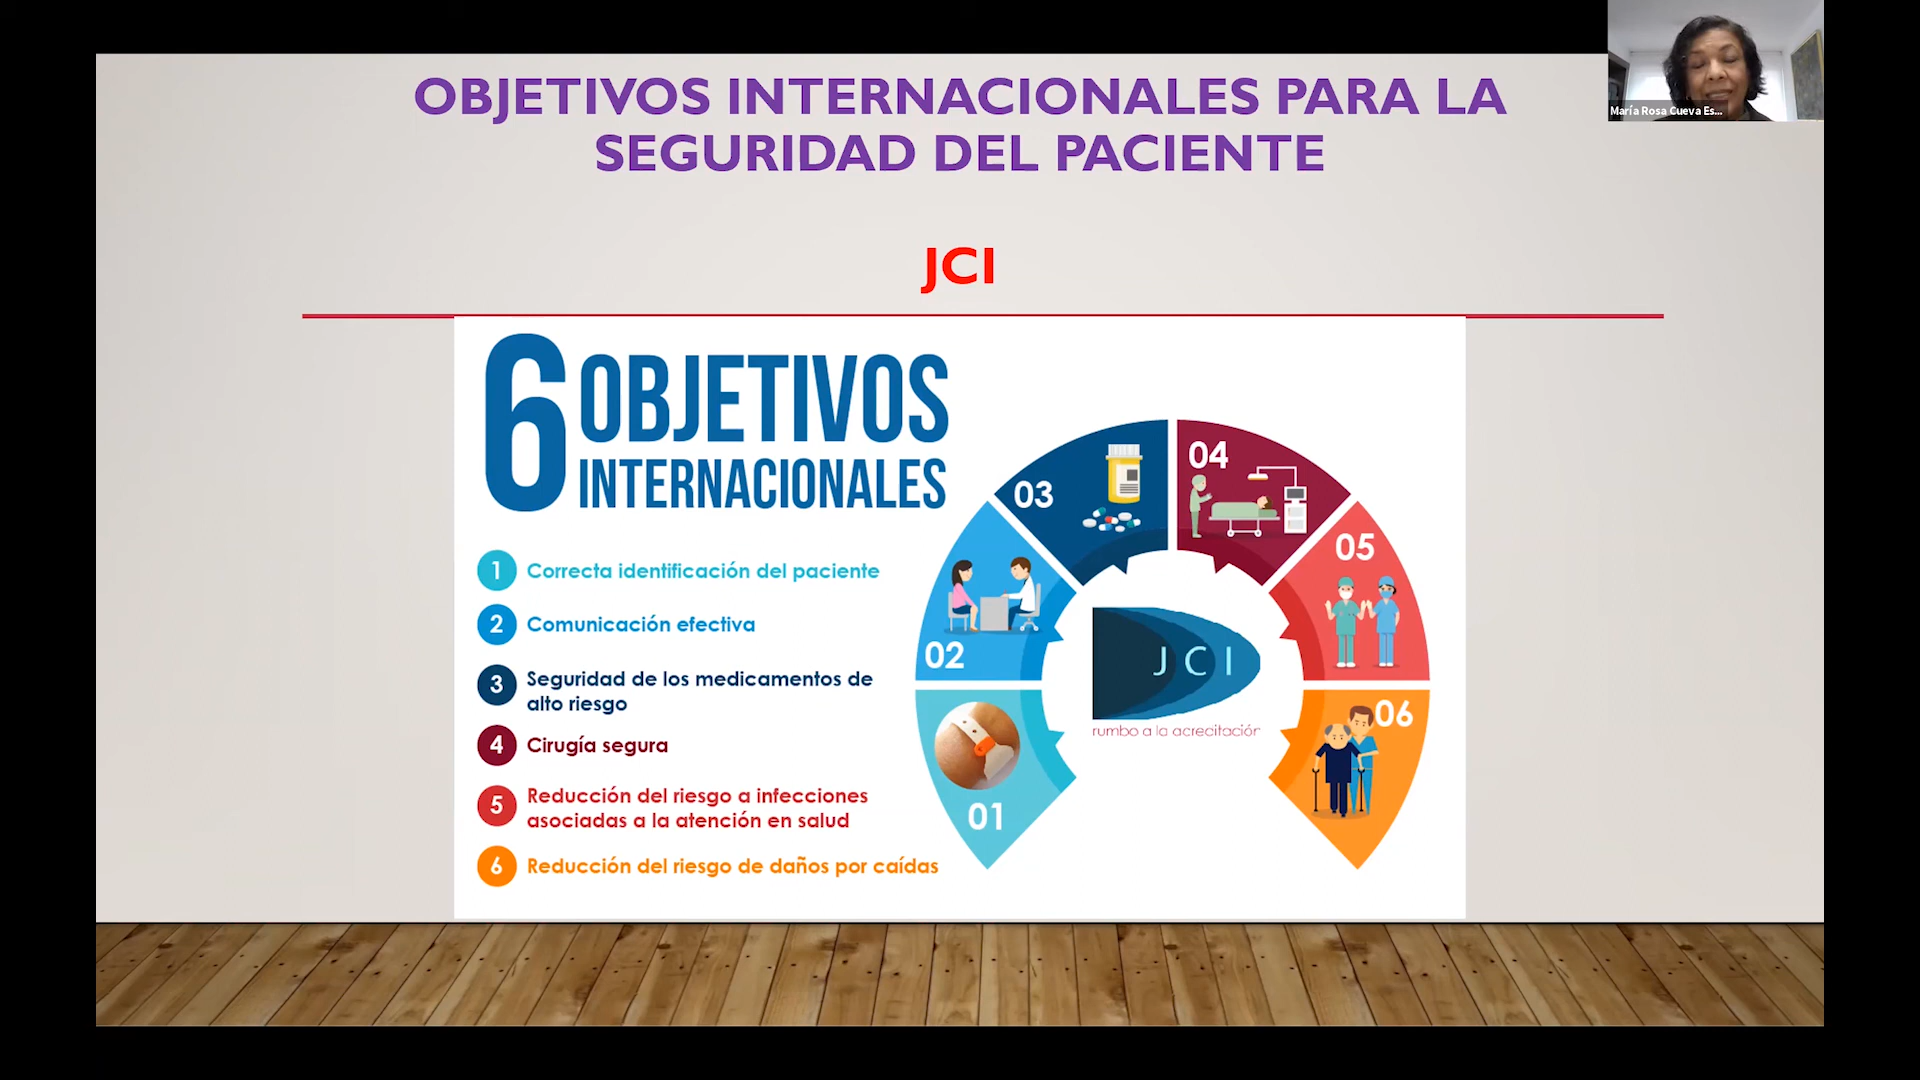 OBJETIVOS INTERNACIONALES PARA LA
SEGURIDAD DEL PACIENTE
JCI
María Rosa Cueva Es...
6 OBJETIVOS
INTERNACIONALES
1 Correcta identificación del paciente
2 Comunicación efectiva
3 Seguridad de los medicamentos de
alto riesgo
4 Cirugía segura
5 Reducción del riesgo a infecciones
asociadas a la atención en salud
6 Reducción del riesgo de daños por caídas
01
02
03
04
05
06
JCI
rumbo a la acreditación